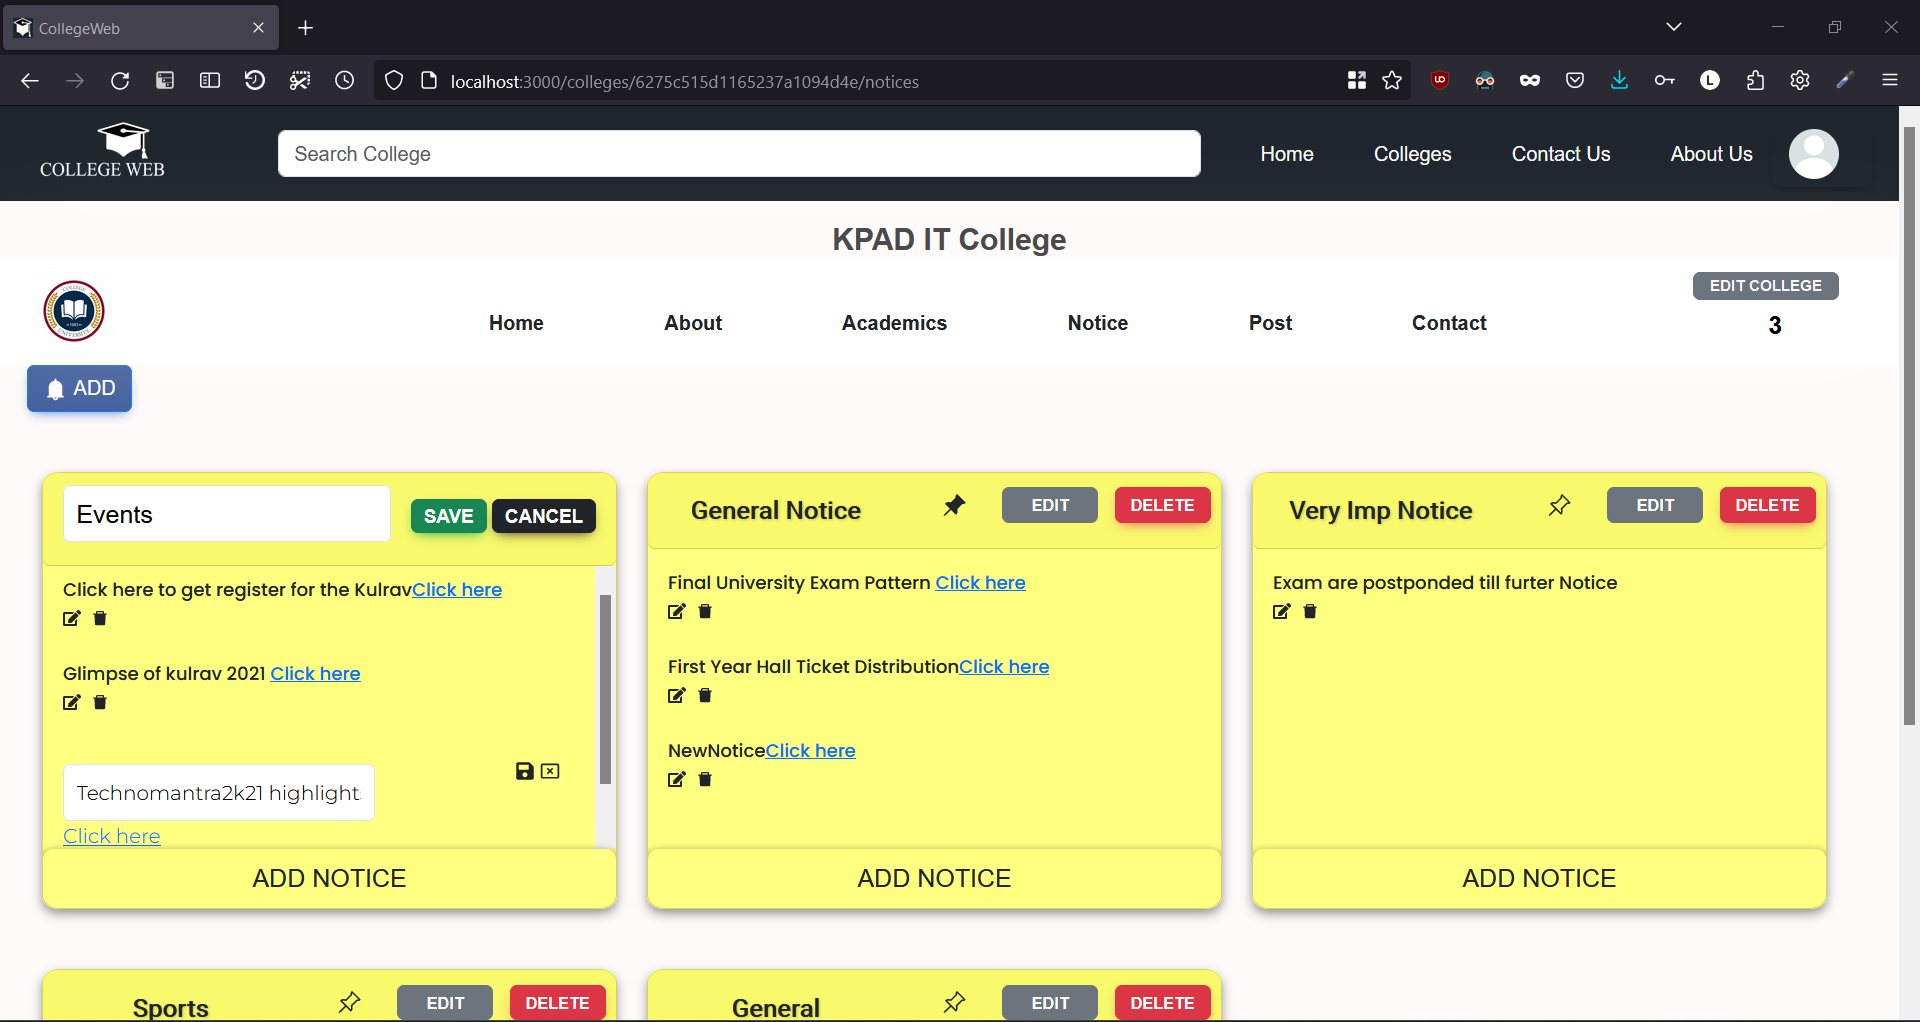 CollegeWeb
localhost:3000/colleges/6275c515d1165237a1094d4e/notices
COLLEGE WEB
Search College
Home
Colleges
Contact Us
About Us
KPAD IT College
EDIT COLLEGE
Home
About
Academics
Notice
Post
Contact
3
ADD
Events
SAVE
CANCEL
Click here to get register for the KulravClick here
Glimpse of kulrav 2021 Click here
Technomantra2k21 highlight
Click here
ADD NOTICE
General Notice
EDIT
DELETE
Final University Exam Pattern Click here
First Year Hall Ticket DistributionClick here
NewNoticeClick here
ADD NOTICE
Very Imp Notice
EDIT
DELETE
Exam are postponded till furter Notice
ADD NOTICE
Sports
EDIT
DELETE
General
EDIT
DELETE